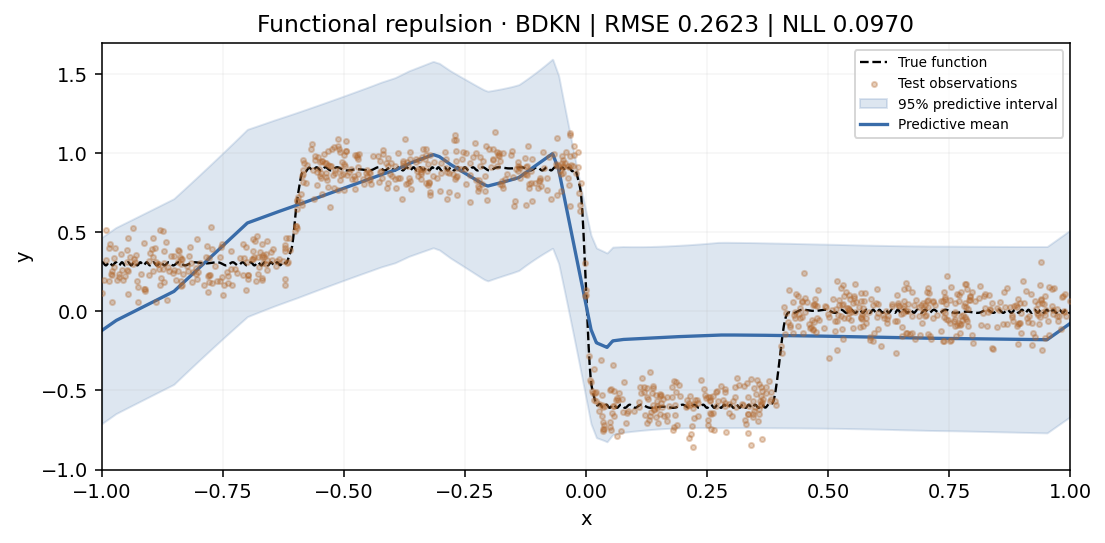 Functional repulsion · BDKN | RMSE 0.2623 | NLL 0.0970
True function
Test observations
95% predictive interval
Predictive mean
1.5
1.0
0.5
0.0
−0.5
−1.0
y
−1.00 −0.75 −0.50 −0.25 0.00 0.25 0.50 0.75 1.00
x